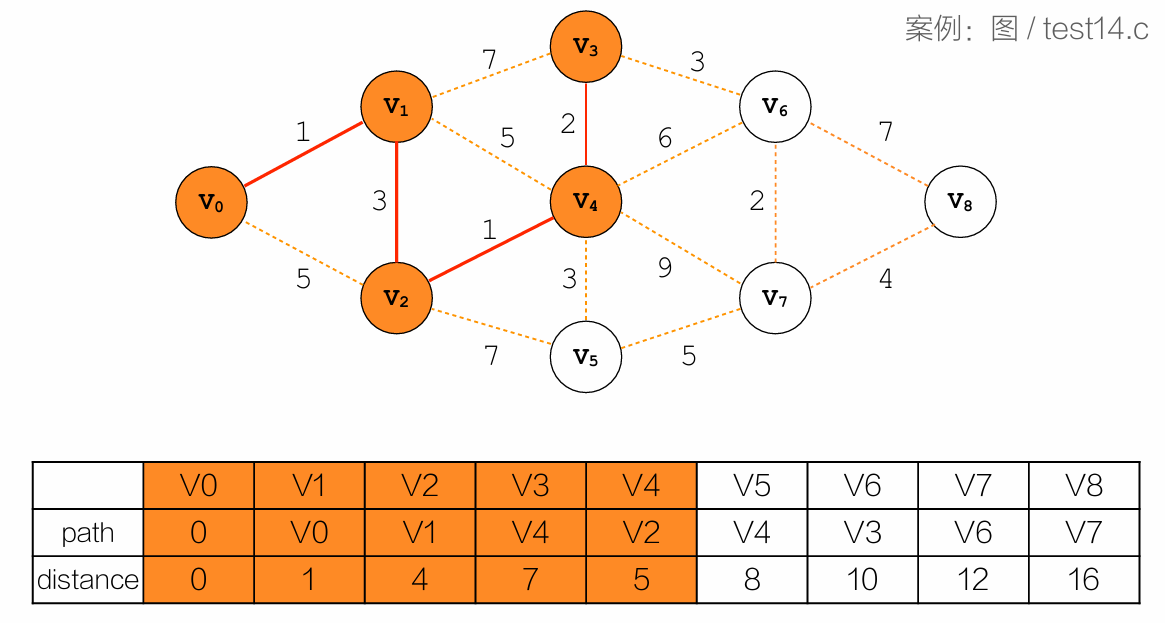 案例：图 / test14.c
V₃
7
3
V₁
V₆
1
2
7
5
6
V₀
3
V₄
2
V₈
1
5
3
9
4
V₂
V₇
7
V₅
5
V0 V1 V2 V3 V4 V5 V6 V7 V8
path 0 V0 V1 V4 V2 V4 V3 V6 V7
distance 0 1 4 7 5 8 10 12 16